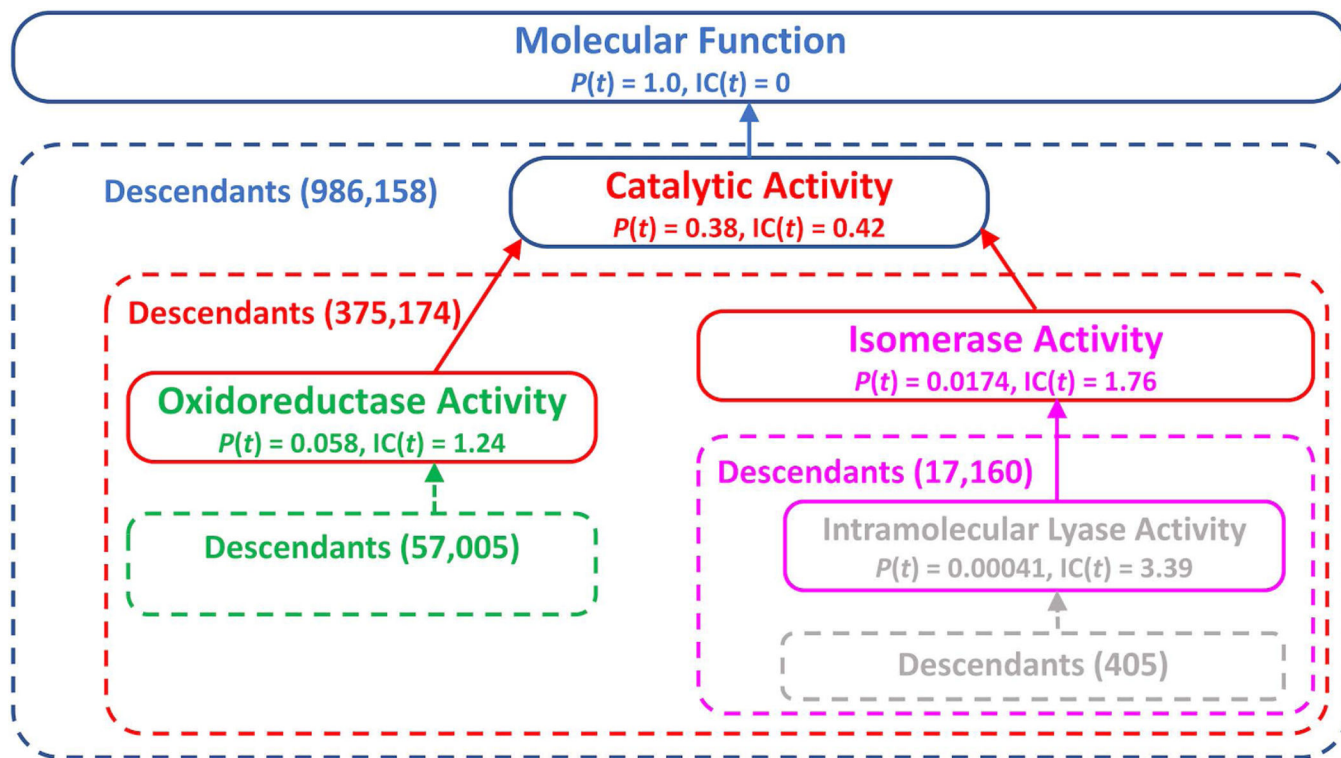 Molecular Function
P(t) = 1.0, IC(t) = 0
Descendants (986,158)
Catalytic Activity
P(t) = 0.38, IC(t) = 0.42
Descendants (375,174)
Oxidoreductase Activity
P(t) = 0.058, IC(t) = 1.24
Descendants (57,005)
Isomerase Activity
P(t) = 0.0174, IC(t) = 1.76
Descendants (17,160)
Intramolecular Lyase Activity
P(t) = 0.00041, IC(t) = 3.39
Descendants (405)